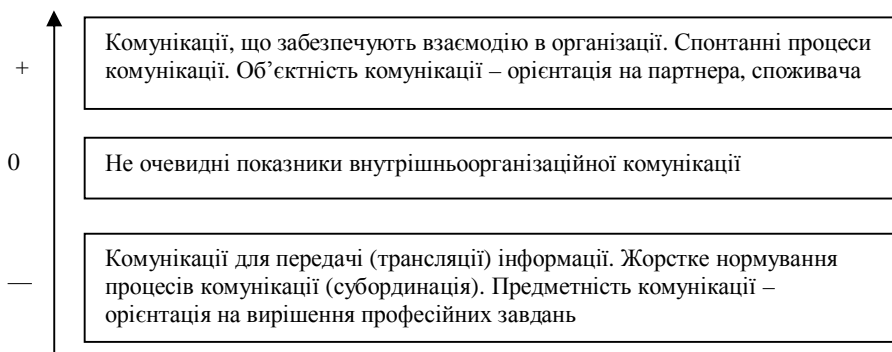 +
Комунікації, що забезпечують взаємодію в організації. Спонтанні процеси
комунікації. Об’єктність комунікації – орієнтація на партнера, споживача
0
Не очевидні показники внутрішньоорганізаційної комунікації
—
Комунікації для передачі (трансляції) інформації. Жорстке нормування
процесів комунікації (субординація). Предметність комунікації –
орієнтація на вирішення професійних завдань